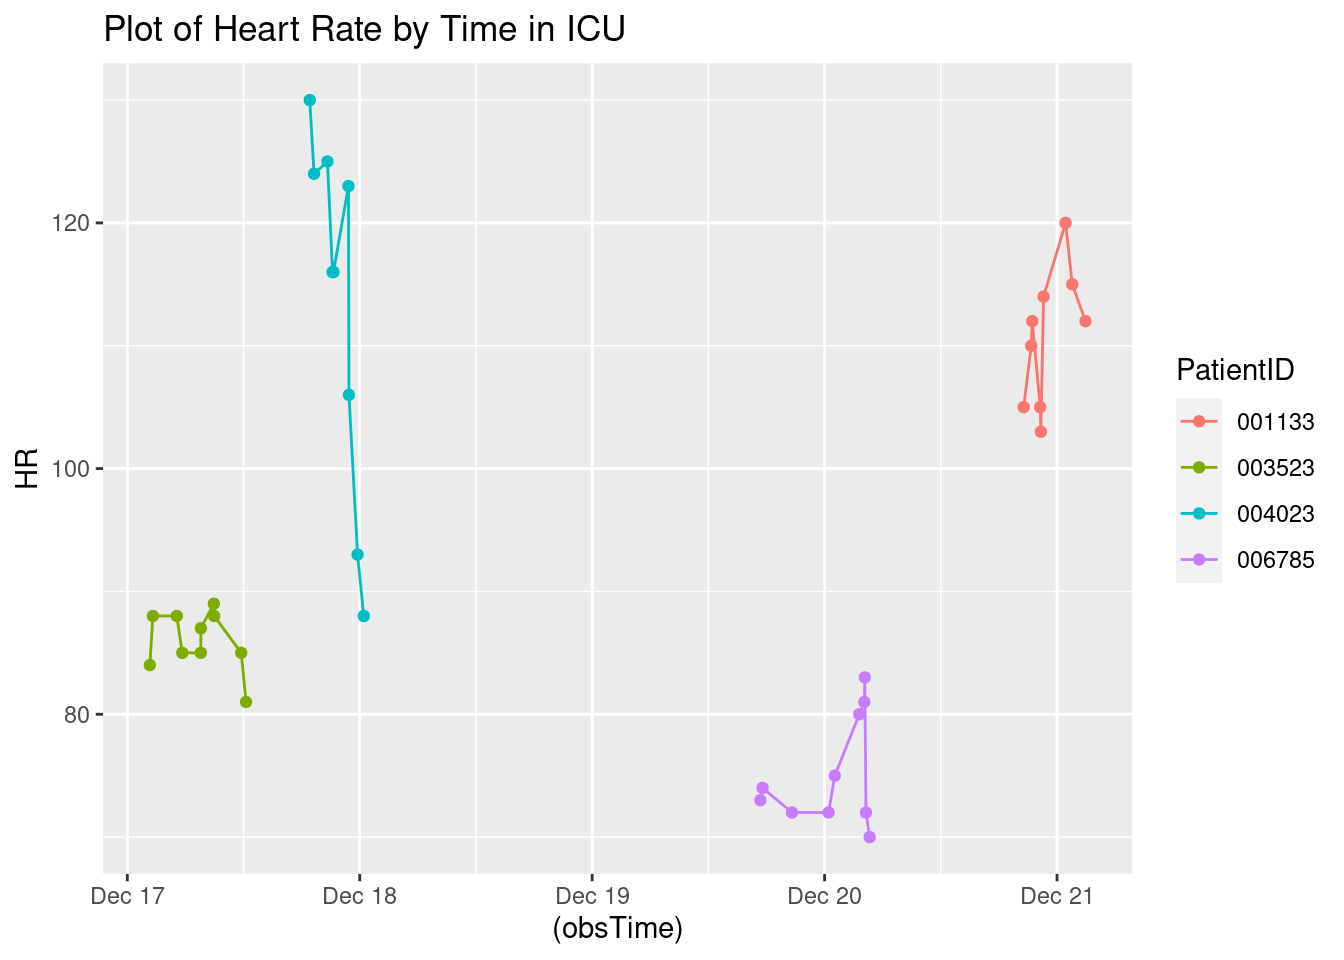 Plot of Heart Rate by Time in ICU
120
100
80
HR
Dec 17
Dec 18
Dec 19
Dec 20
Dec 21
(obsTime)
PatientID
001133
003523
004023
006785